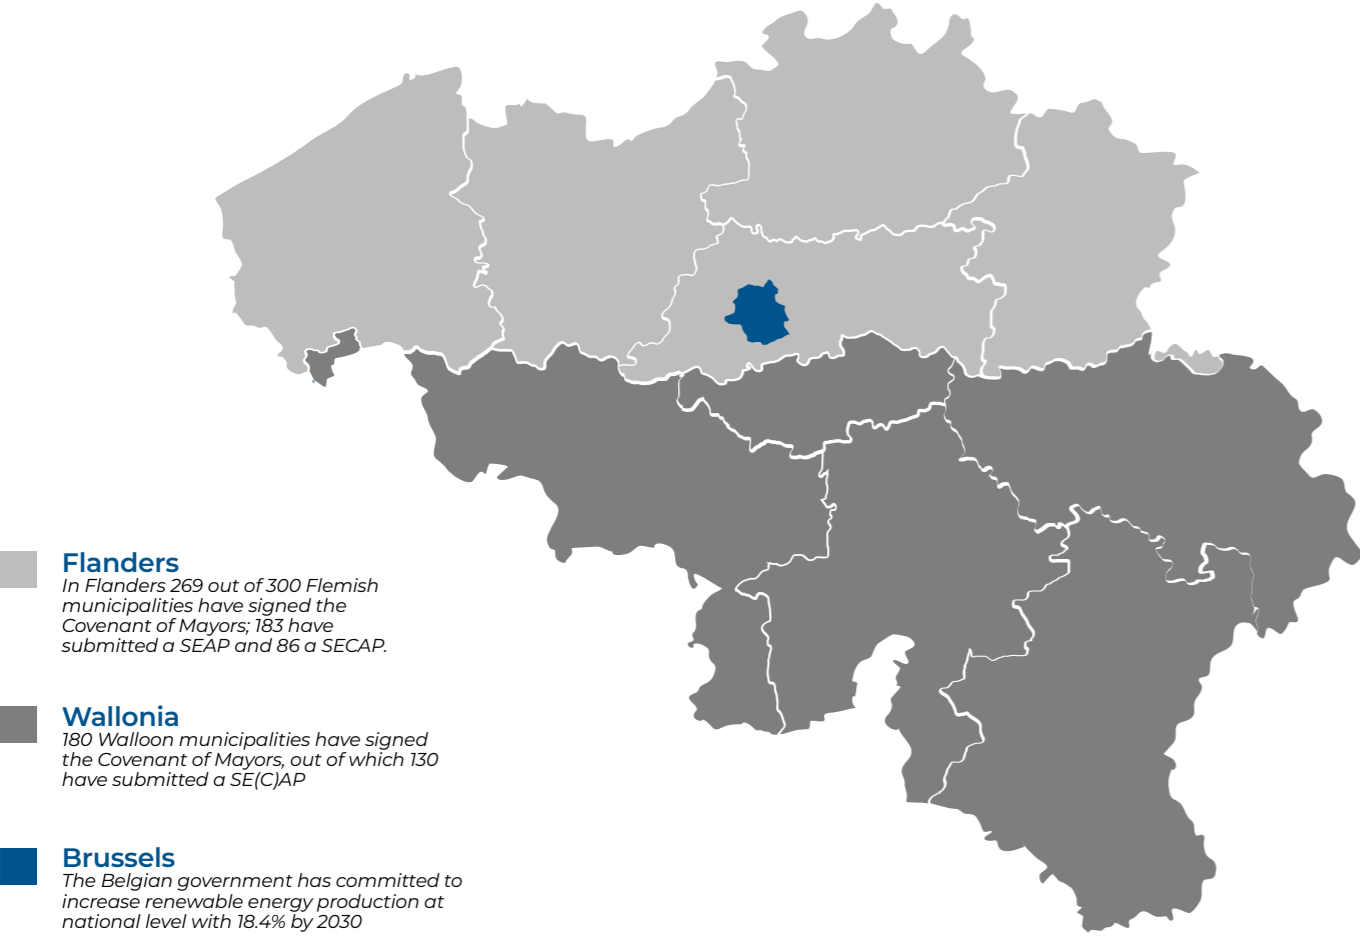 Flanders
In Flanders 269 out of 300 Flemish
municipalities have signed the
Covenant of Mayors; 183 have
submitted a SEAP and 86 a SECAP.
Wallonia
180 Walloon municipalities have signed
the Covenant of Mayors, out of which 130
have submitted a SE(C)AP
Brussels
The Belgian government has committed to
increase renewable energy production at
national level with 18.4% by 2030